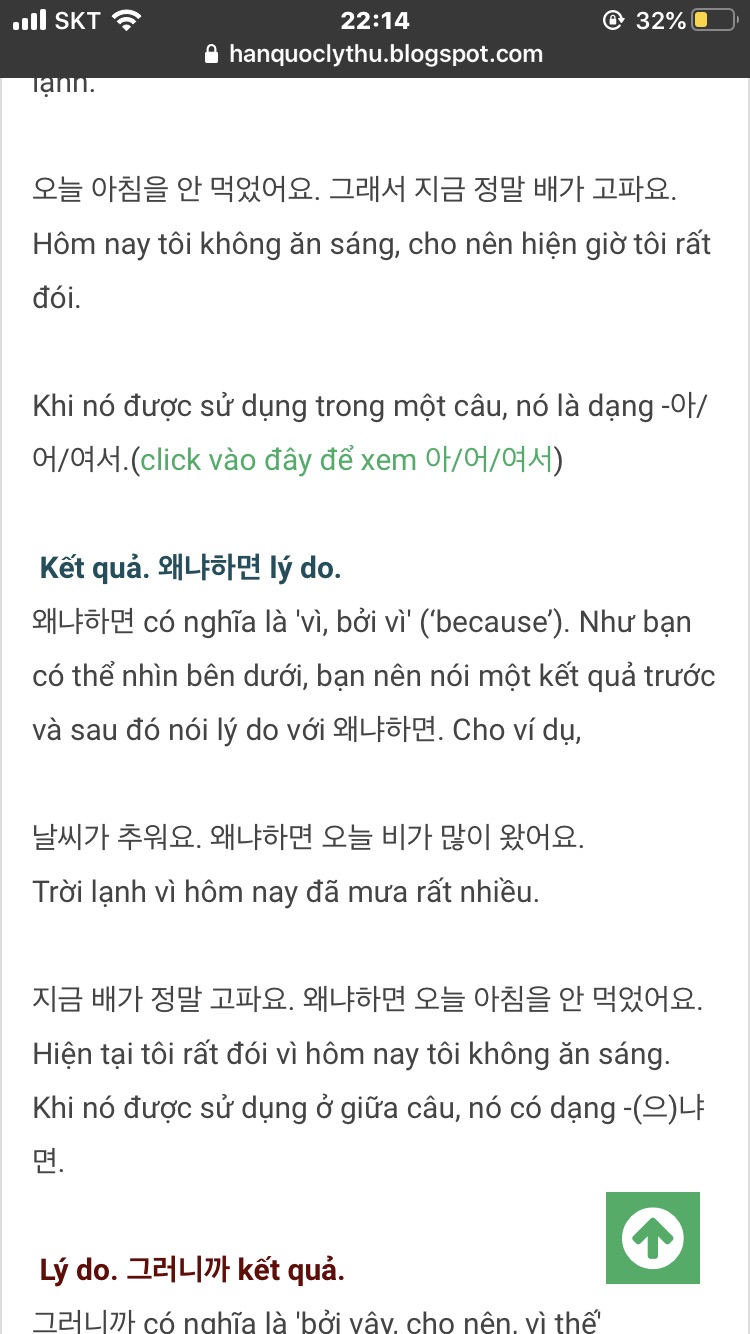 SKT 22:14 32%
hanquoclythu.blogspot.com
lạnh.
오늘 아침을 안 먹었어요. 그래서 지금 정말 배가 고파요.
Hôm nay tôi không ăn sáng, cho nên hiện giờ tôi rất
đói.
Khi nó được sử dụng trong một câu, nó là dạng -아/
어/여서.(click vào đây để xem 아/어/여서)
Kết quả. 왜냐하면 lý do.
왜냐하면 có nghĩa là 'vì, bởi vì' (‘because’). Như bạn
có thể nhìn bên dưới, bạn nên nói một kết quả trước
và sau đó nói lý do với 왜냐하면. Cho ví dụ,
날씨가 추워요. 왜냐하면 오늘 비가 많이 왔어요.
Trời lạnh vì hôm nay đã mưa rất nhiều.
지금 배가 정말 고파요. 왜냐하면 오늘 아침을 안 먹었어요.
Hiện tại tôi rất đói vì hôm nay tôi không ăn sáng.
Khi nó được sử dụng ở giữa câu, nó có dạng -(으)냐
면.
Lý do. 그러니까 kết quả.
그러니까 có nghĩa là 'bởi vậy, cho nên, vì thế'